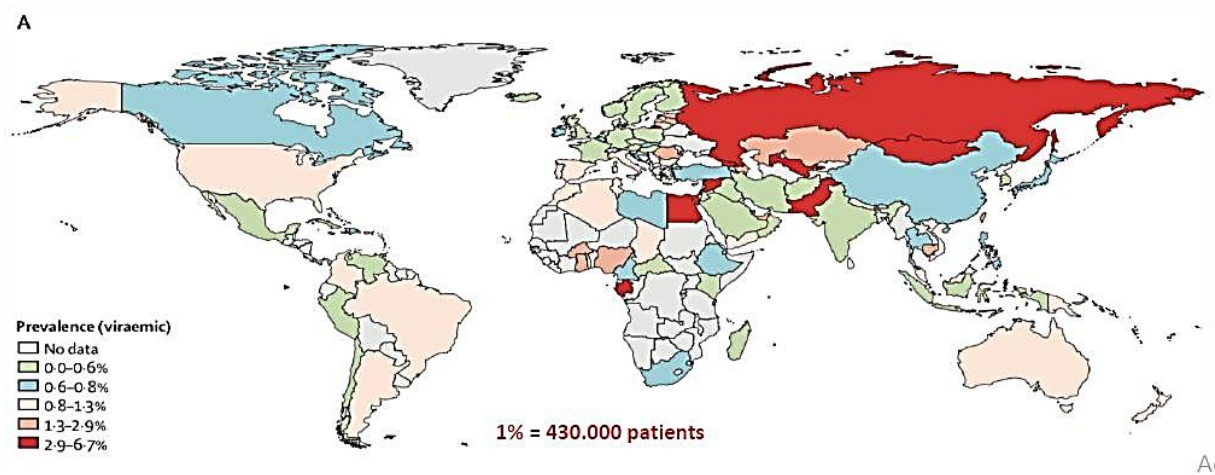 A
Prevalence (viraemic)
No data
0·0–0·6%
0·6–0·8%
0·8–1·3%
1·3–2·9%
2·9–6·7%
1% = 430.000 patients